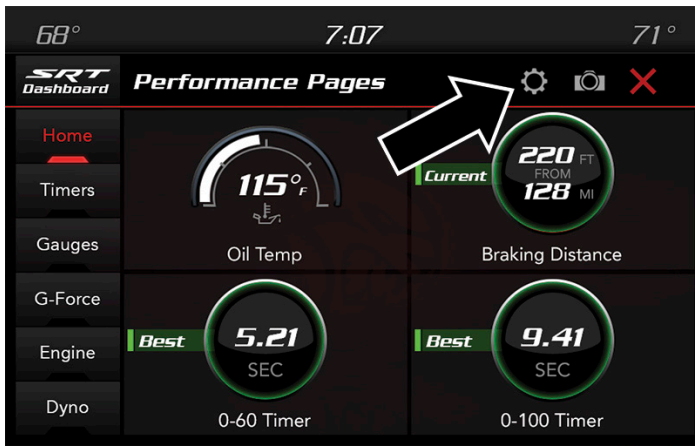 68°
7:07
71°
SRT
Dashboard
Performance Pages
Home
Timers
Gauges
G-Force
Engine
Dyno
115°F
Oil Temp
Current
220 FT
FROM
128 MI
Braking Distance
Best
5.21
SEC
0-60 Timer
Best
9.41
SEC
0-100 Timer